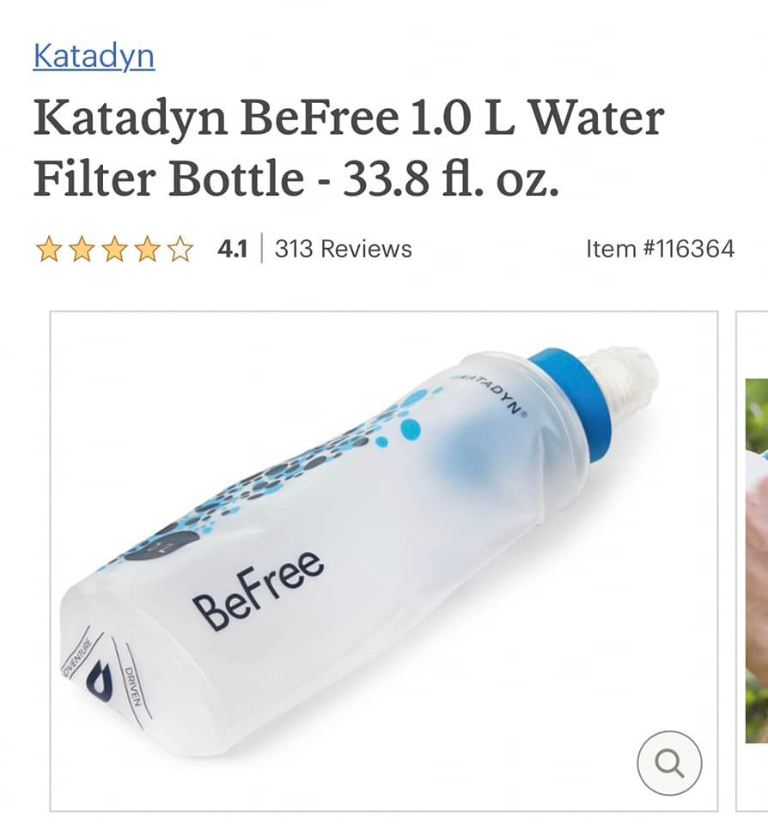 Katadyn
Katadyn BeFree 1.0 L Water
Filter Bottle - 33.8 fl. oz.
4.1 313 Reviews Item #116364
KATADYN®
BeFree
DRIVEN